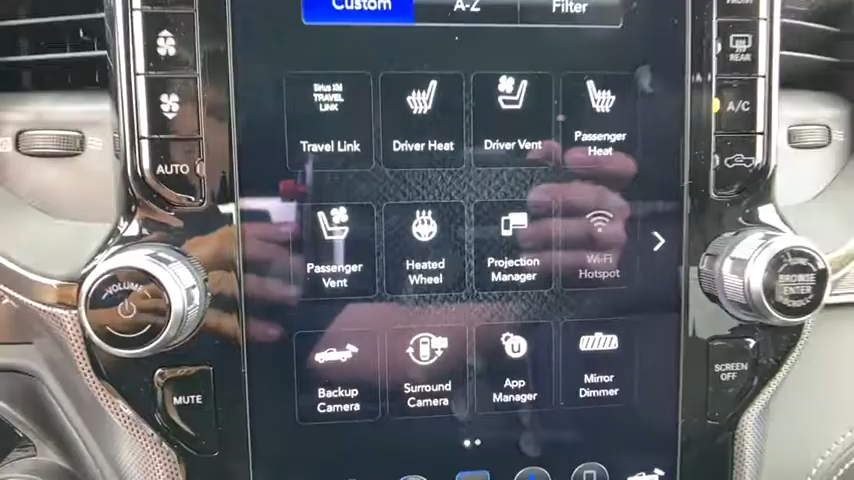 FRONT
Custom
A-Z
Filter
REAR
SiriusXM
TRAVEL
LINK
Travel Link
Driver Heat
Driver Vent
Passenger
Heat
A/C
AUTO
Passenger
Vent
Heated
Wheel
Projection
Manager
Wi-Fi
Hotspot
VOLUME
BROWSE
ENTER
Backup
Camera
Surround
Camera
App
Manager
Mirror
Dimmer
SCREEN
OFF
MUTE